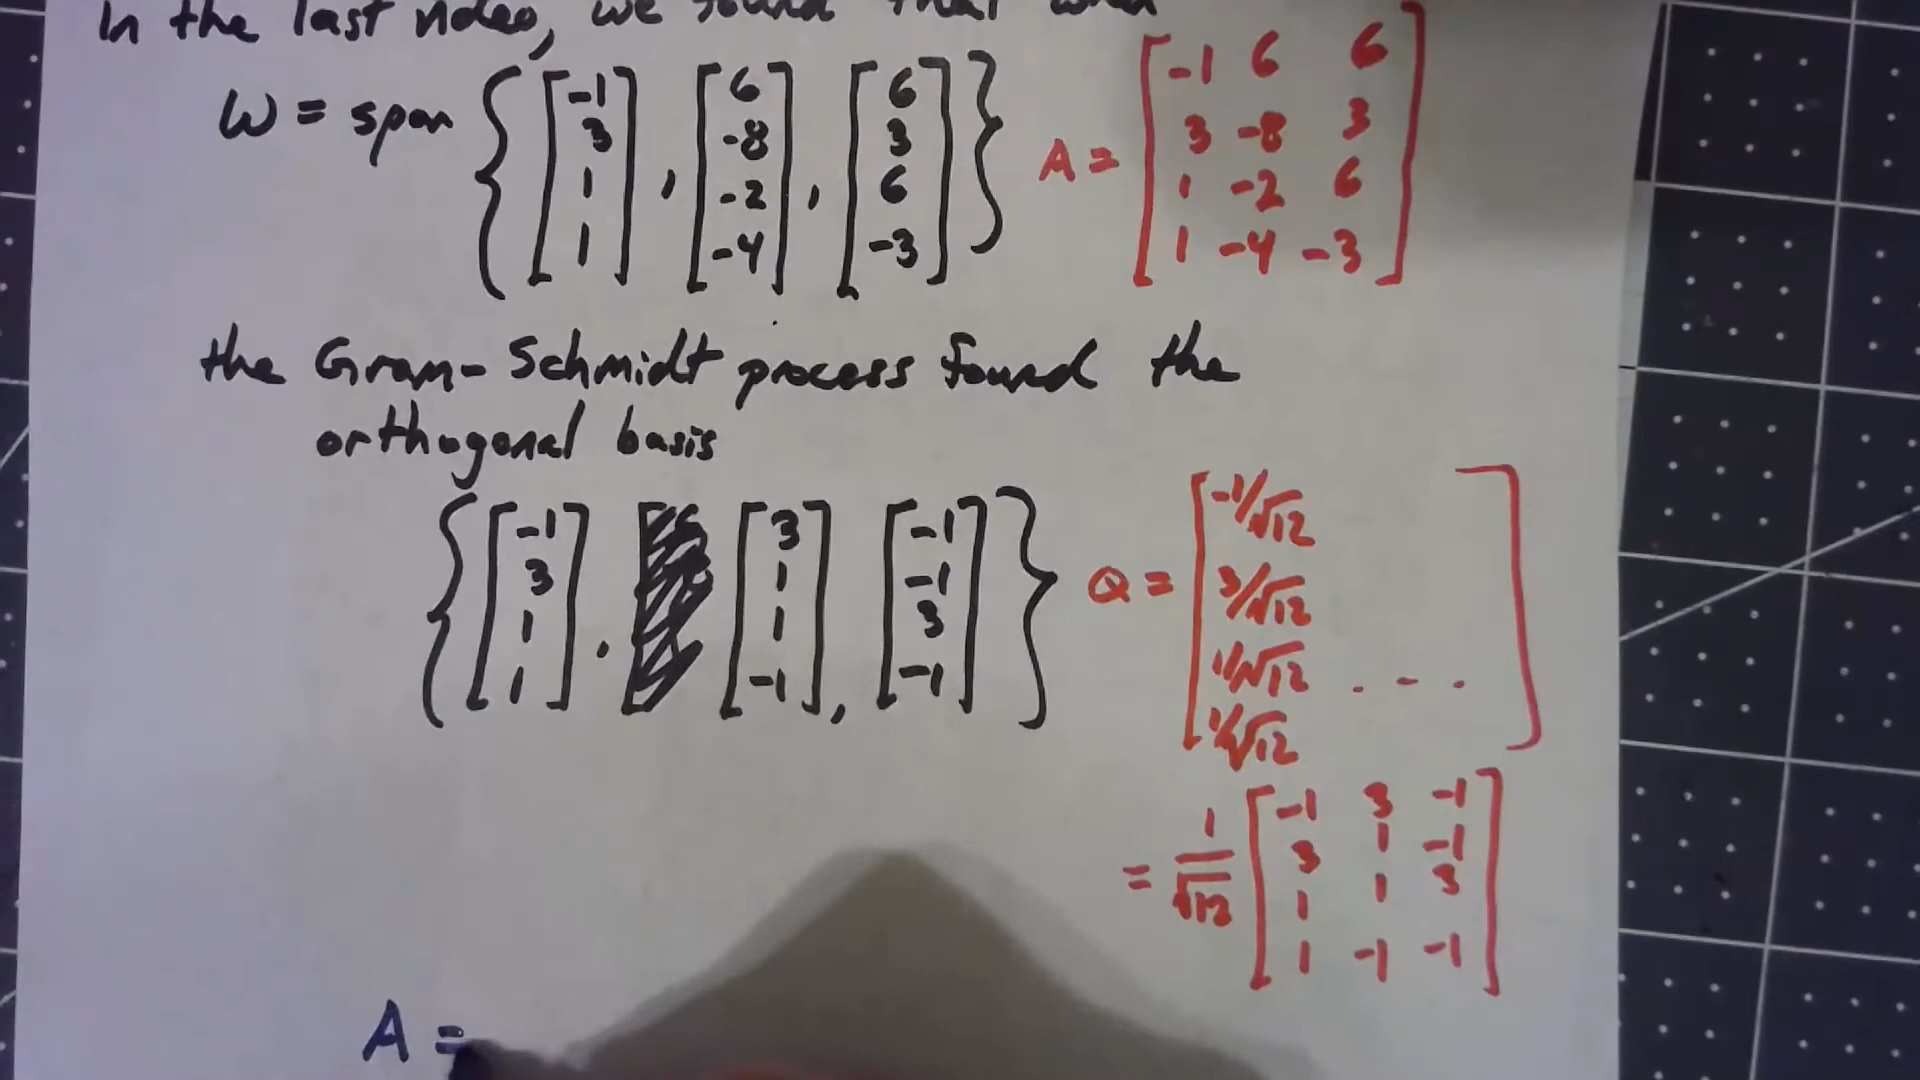 In the last video, we found that when
W = span { [-1 3 1 1], [6 -8 -2 -4], [6 3 6 -3] }
A = [-1 6 6
3 -8 3
1 -2 6
1 -4 -3]
the Gram-Schmidt process found the
orthogonal basis
{ [-1 3 1 1], [3 1 1 -1], [-1 -1 3 -1] }
Q = [-1/√12
3/√12
1/√12 ...
1/√12]
= 1/√12 [-1 3 -1
3 1 -1
1 1 3
1 -1 -1]
A =